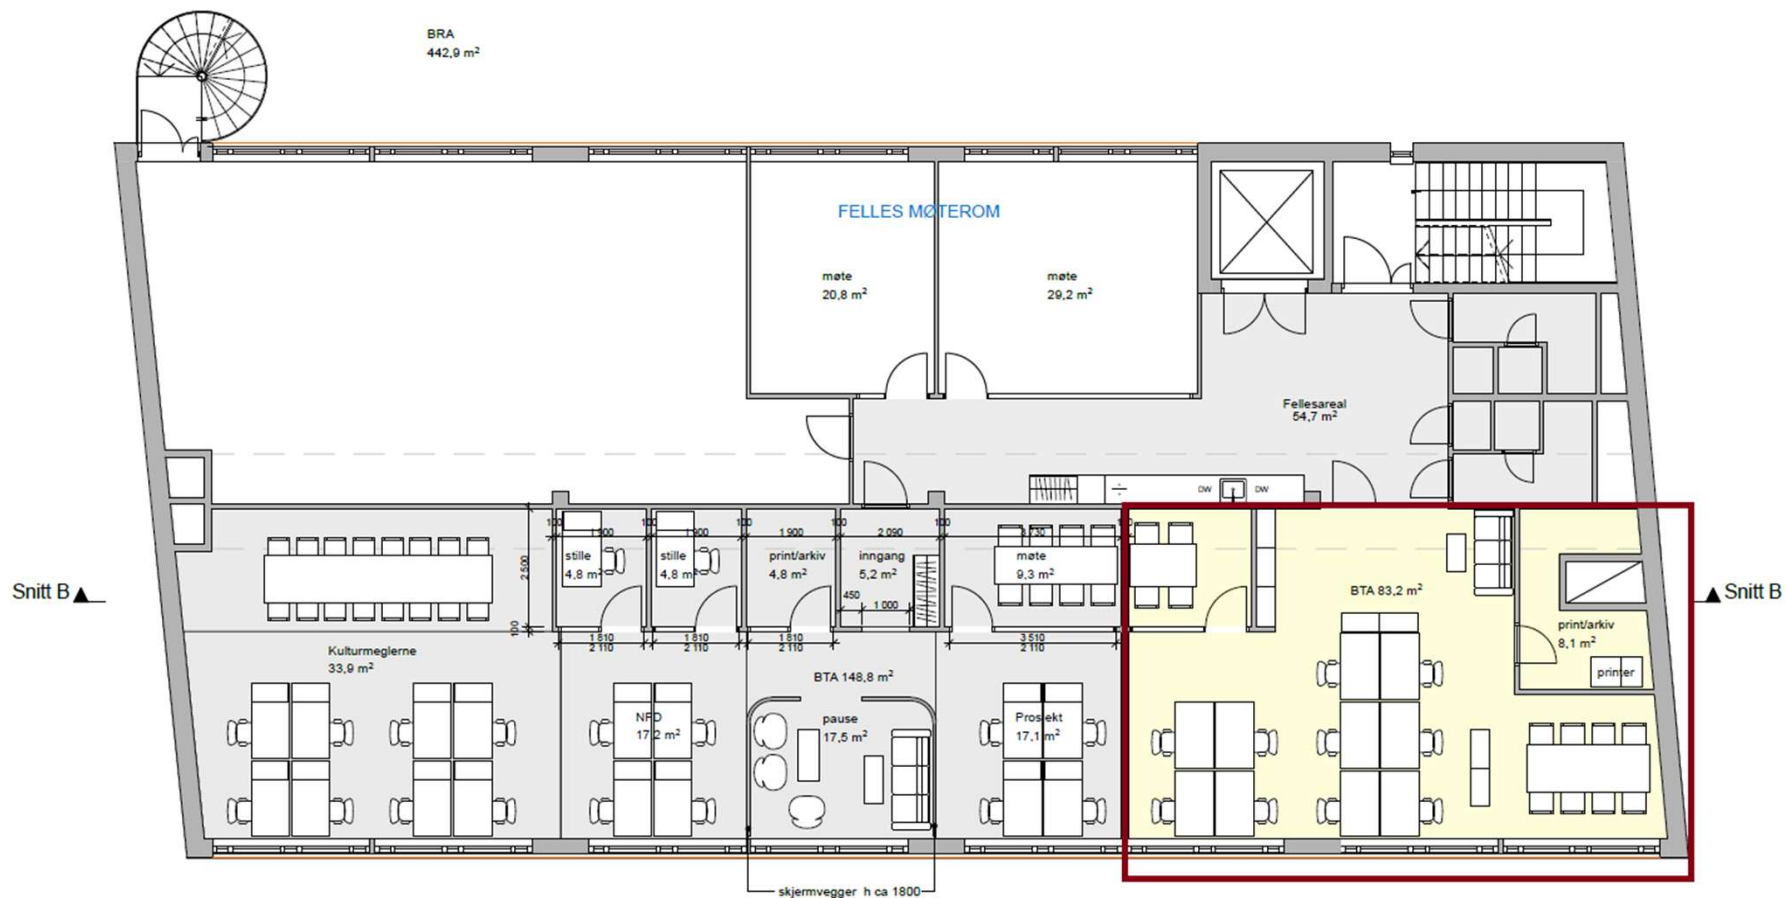 BRA
442,9 m²
FELLES MØTEROM
møte
20,8 m²
møte
29,2 m²
Fellesareal
54,7 m²
DW
DW
100
1 900
100
1 900
100
1 900
100
2 090
100
3 730
100
2 500
100
stille
4,8 m²
stille
4,8 m²
print/arkiv
4,8 m²
inngang
5,2 m²
450
1 000
møte
9,3 m²
BTA 83,2 m²
Snitt B
Snitt B
print/arkiv
8,1 m²
printer
1 810
2 110
1 810
2 110
1 810
2 110
3 510
2 110
Kulturmeglerne
33,9 m²
BTA 148,8 m²
NFD
17,2 m²
pause
17,5 m²
Prosjekt
17,1 m²
skjermvegger h ca 1800